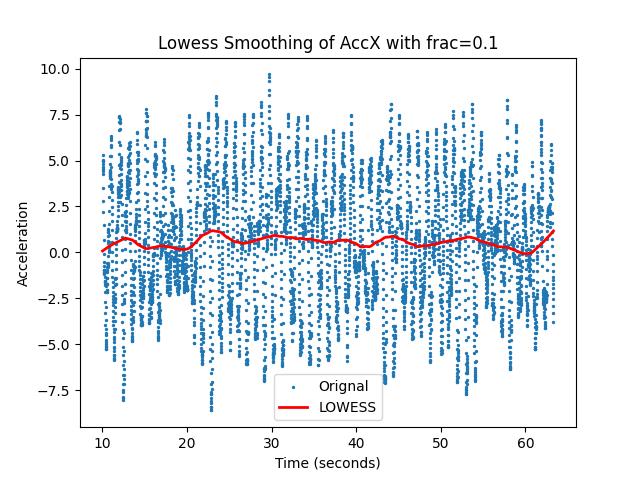 Lowess Smoothing of AccX with frac=0.1
10.0
7.5
5.0
2.5
0.0
−2.5
−5.0
−7.5
Acceleration
Orignal
LOWESS
10 20 30 40 50 60
Time (seconds)